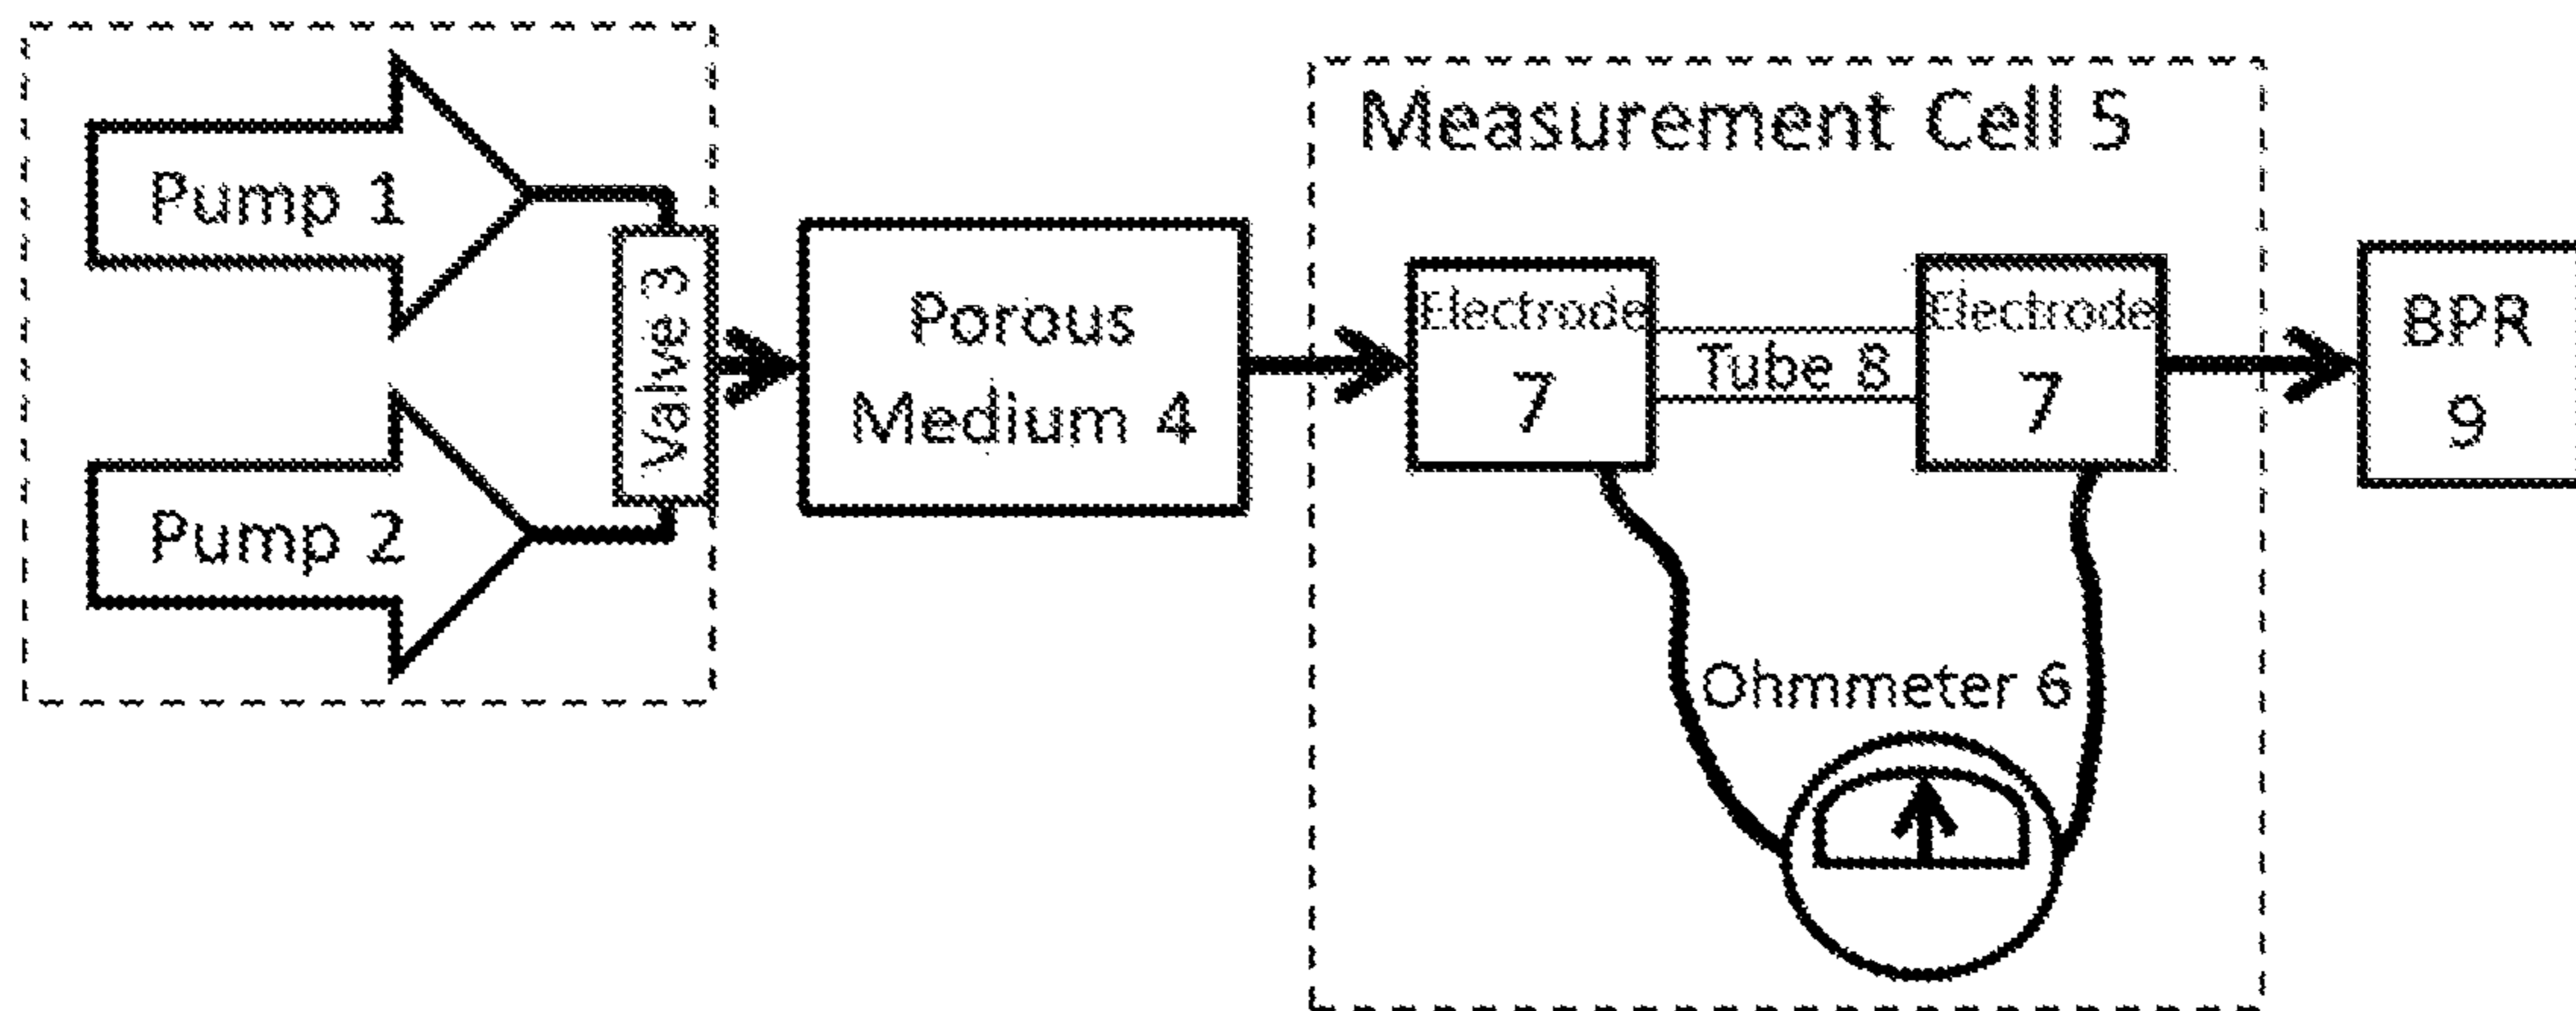 Pump 1
Pump 2
Valve 3
Porous
Medium 4
Measurement Cell 5
Electrode
7
Tube 8
Electrode
7
Ohmmeter 6
BPR
9